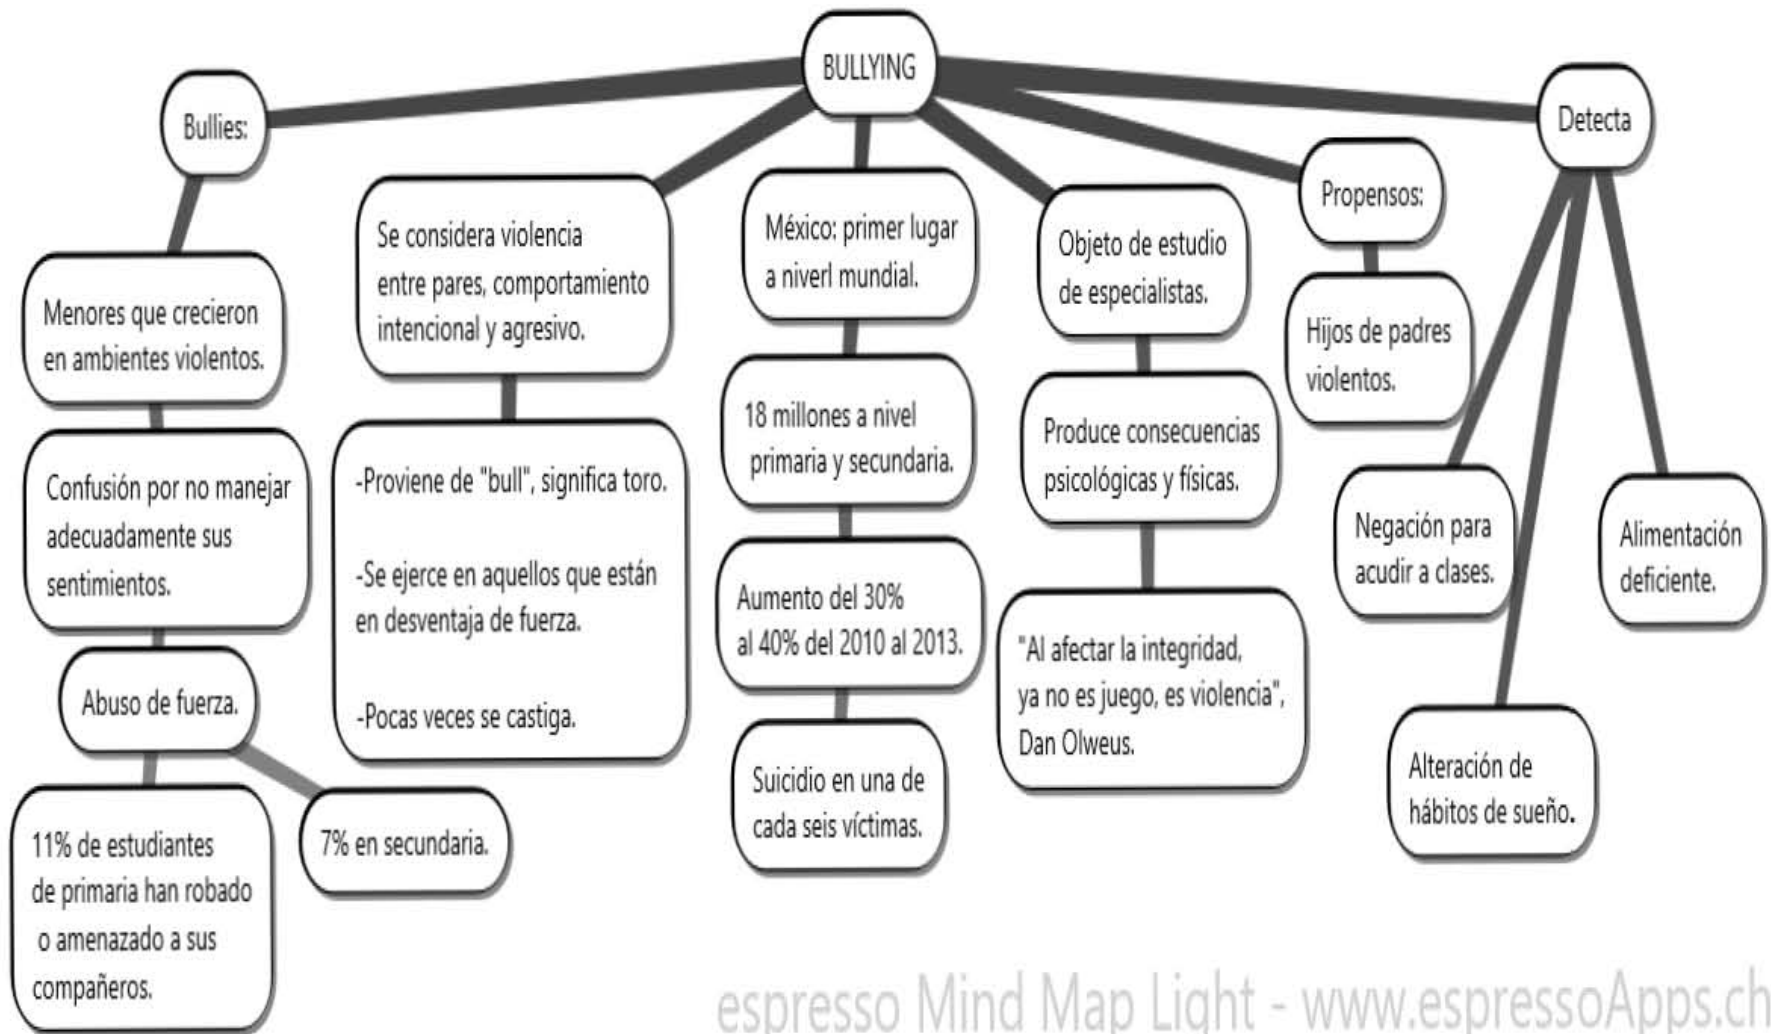 BULLYING
Bullies:
Menores que crecieron
en ambientes violentos.
Confusión por no manejar
adecuadamente sus
sentimientos.
Abuso de fuerza.
11% de estudiantes
de primaria han robado
o amenazado a sus
compañeros.
7% en secundaria.
Se considera violencia
entre pares, comportamiento
intencional y agresivo.
-Proviene de "bull", significa toro.
-Se ejerce en aquellos que están
en desventaja de fuerza.
-Pocas veces se castiga.
México: primer lugar
a niverl mundial.
18 millones a nivel
primaria y secundaria.
Aumento del 30%
al 40% del 2010 al 2013.
Suicidio en una de
cada seis víctimas.
Objeto de estudio
de especialistas.
Produce consecuencias
psicológicas y físicas.
"Al afectar la integridad,
ya no es juego, es violencia",
Dan Olweus.
Propensos:
Hijos de padres
violentos.
Detecta
Negación para
acudir a clases.
Alteración de
hábitos de sueño.
Alimentación
deficiente.
espresso Mind Map Light - www.espressoApps.ch